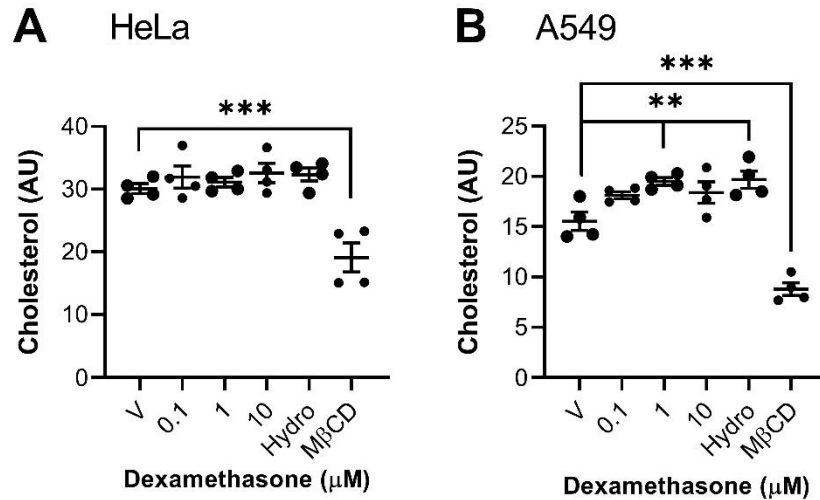 A HeLa
***
Cholesterol (AU)
40
30
20
10
0
V 0.1 1 10 Hydro MβCD
Dexamethasone (μM)
B A549
***
**
Cholesterol (AU)
25
20
15
10
5
0
V 0.1 1 10 Hydro MβCD
Dexamethasone (μM)